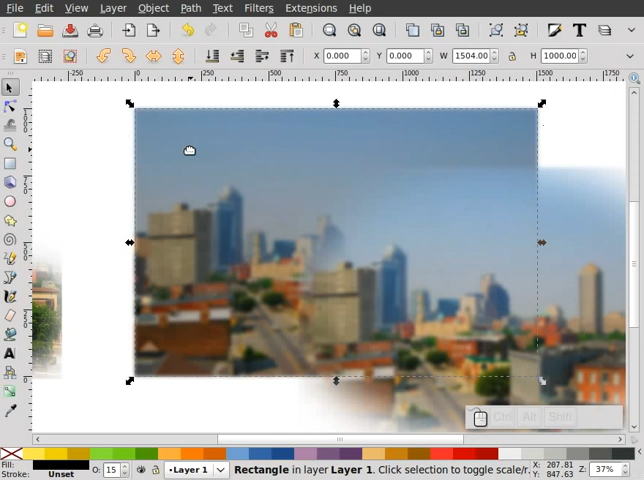 File Edit View Layer Object Path Text Filters Extensions Help
X 0.000 Y 0.000 W 1504.00 H 1000.00
-250 0 250 500 750 1000 1250 1500 1750
Ctrl Alt Shift
Fill: O: 15 Layer 1 Rectangle in layer Layer 1. Click selection to toggle scale/r. X: 207.81 Z: 37%
Stroke: Unset Y: 847.63